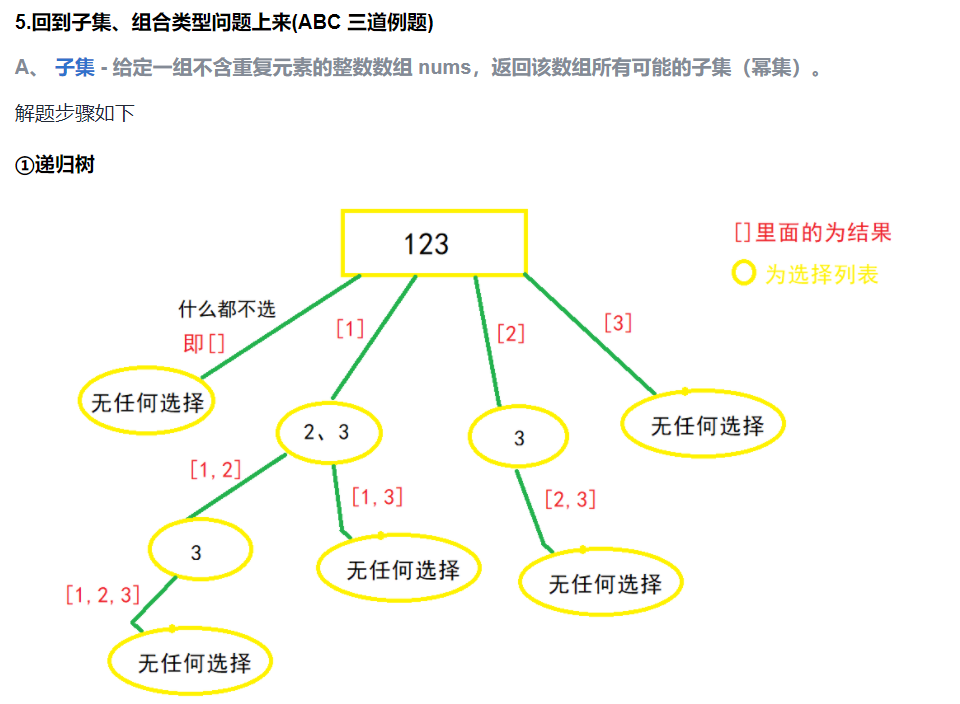 5.回到子集、组合类型问题上来(ABC 三道例题)
A、 子集 - 给定一组不含重复元素的整数数组 nums，返回该数组所有可能的子集（幂集）。
解题步骤如下
①递归树
123
[]里面的为结果
为选择列表
什么都不选
即[]
[1]
[2]
[3]
无任何选择
2、3
3
无任何选择
[1,2]
[1,3]
[2,3]
3
无任何选择
无任何选择
[1,2,3]
无任何选择